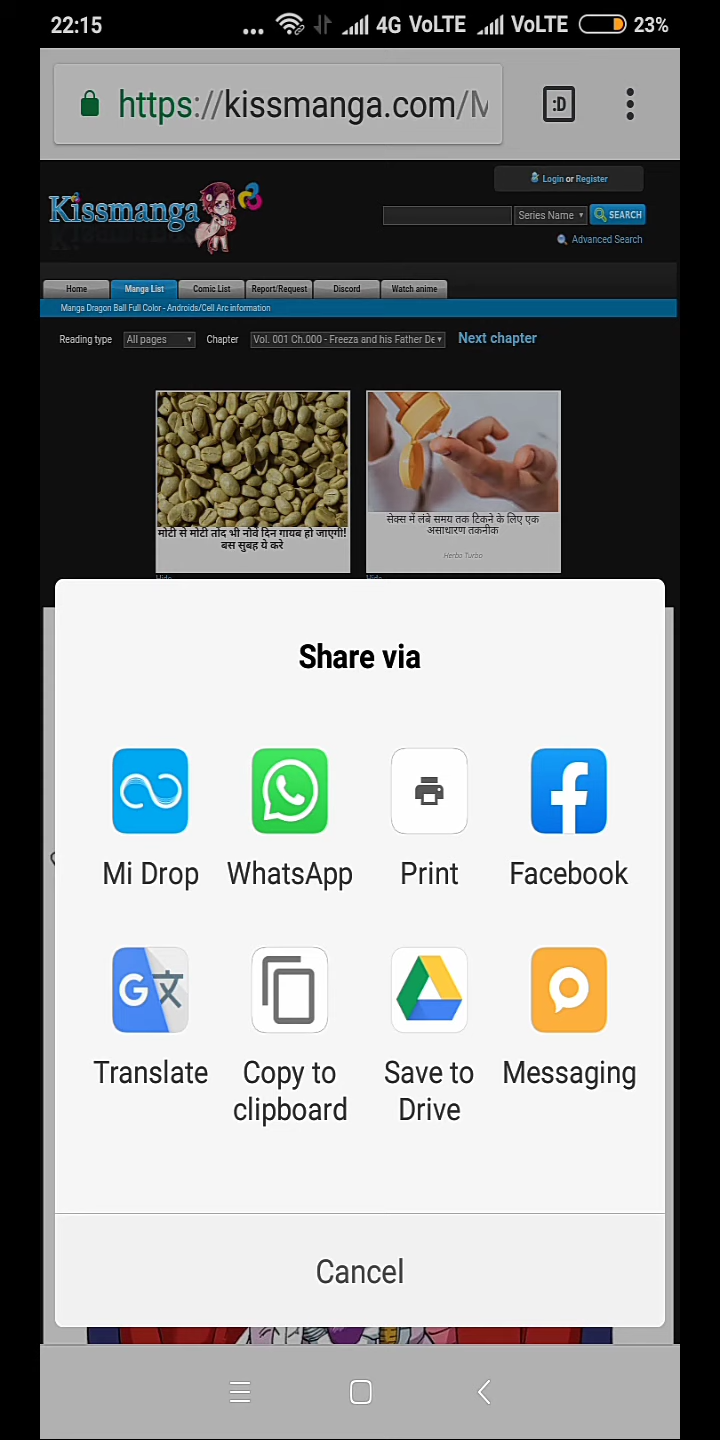 22:15
... 4G VoLTE VoLTE 23%
:D
https://kissmanga.com/M
Login or Register
Kissmanga
Series Name SEARCH
Advanced Search
Home Manga List Comic List Report/Request Discord Watch anime
Manga Dragon Ball Full Color - Androids/Cell Arc information
Reading type All pages Chapter Vol. 001 Ch.000 - Freeza and his Father De Next chapter
मोटी से मोटी तोंद भी नौवे दिन गायब हो जाएगी!
बस सुबह ये करे
सेक्स में लंबे समय तक टिकने के लिए एक
असाधारण तकनीक
Herbo Turbo
Hide Hide
Share via
Mi Drop WhatsApp Print Facebook
Translate Copy to clipboard Save to Drive Messaging
Cancel